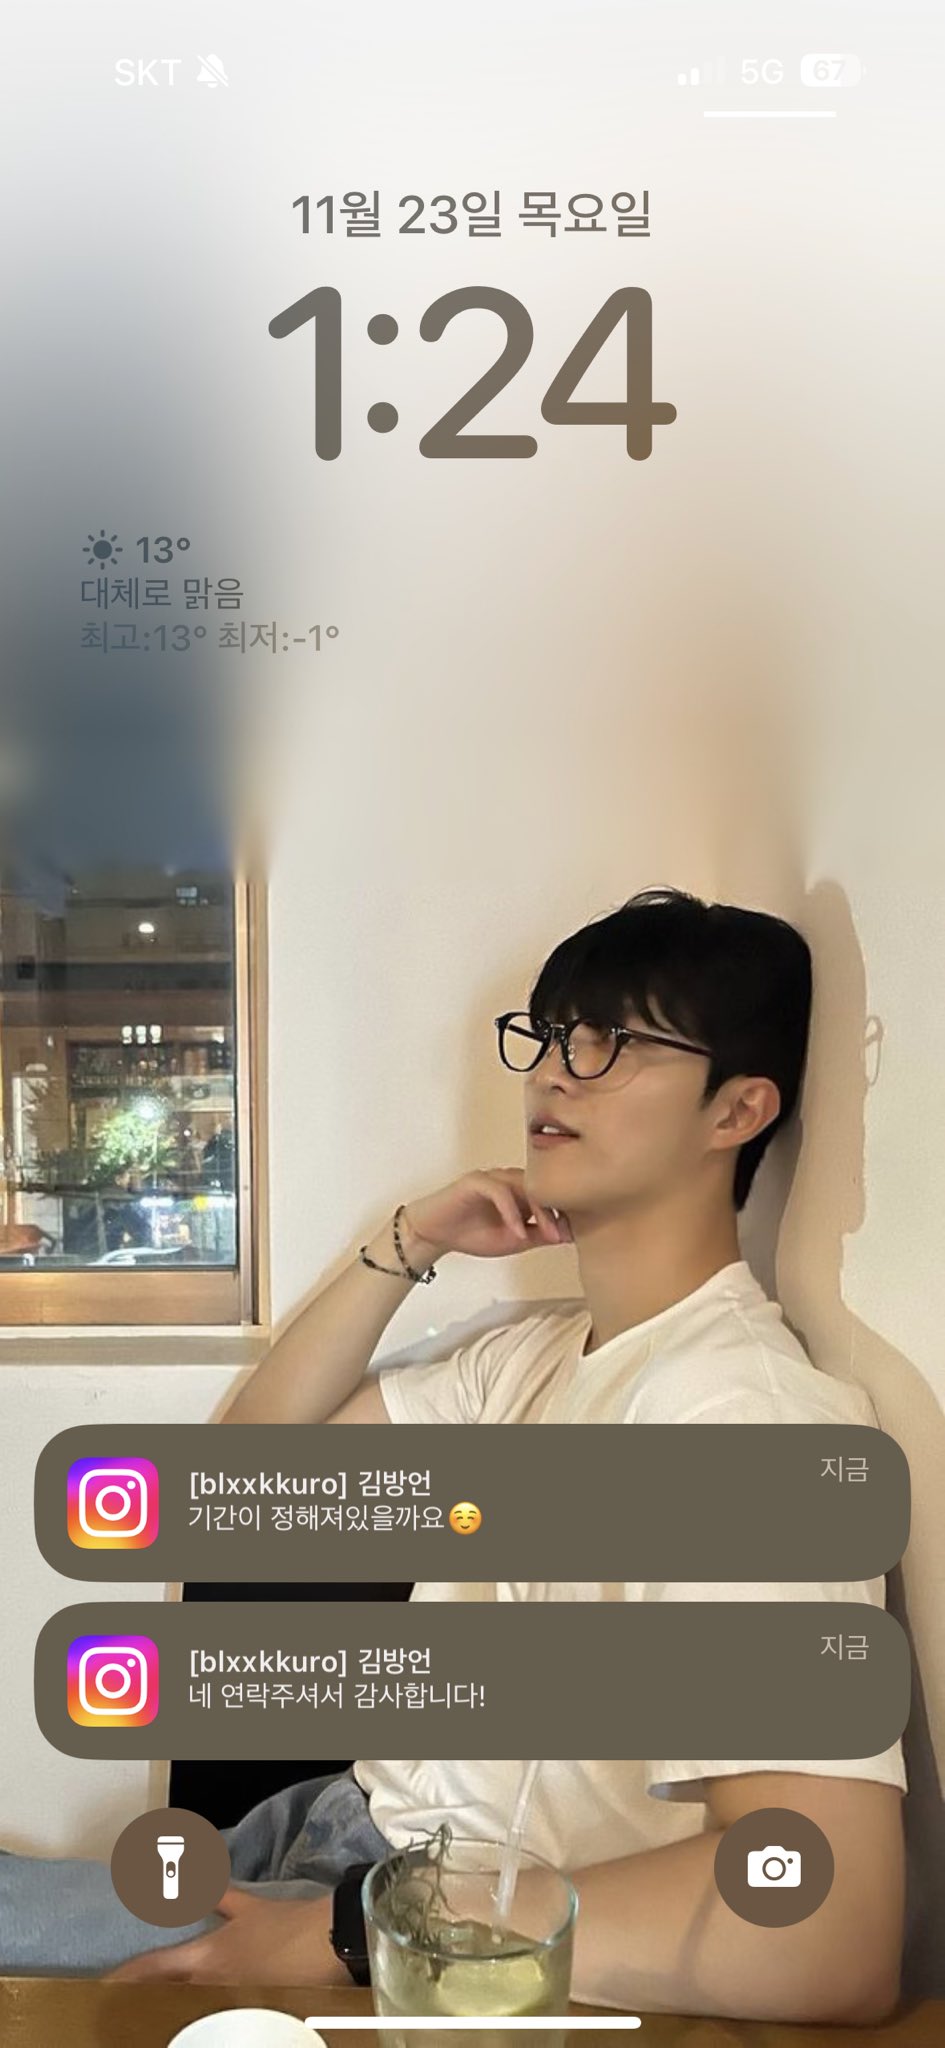 SKT 5G 67
11월 23일 목요일
1:24
13°
대체로 맑음
최고:13° 최저:-1°
[blxxkkuro] 김방언
지금
기간이 정해져있을까요☺️
[blxxkkuro] 김방언
지금
네 연락주셔서 감사합니다!